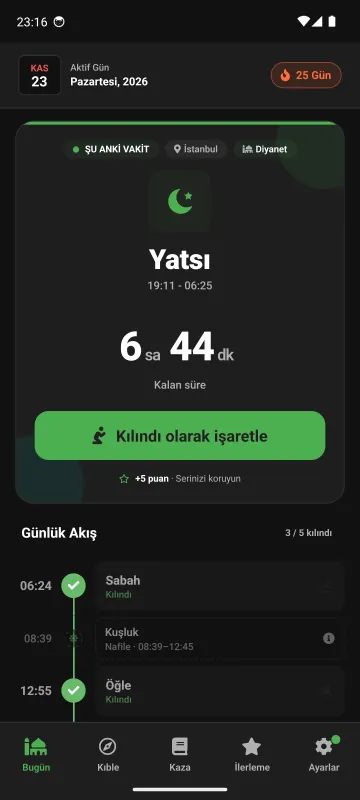 23:16
KAS
23
Aktif Gün
Pazartesi, 2026
25 Gün
ŞU ANKİ VAKİT
İstanbul
Diyanet
Yatsı
19:11 - 06:25
6 sa 44 dk
Kalan süre
Kılındı olarak işaretle
+5 puan · Serinizi koruyun
Günlük Akış
3 / 5 kılındı
06:24
Sabah
Kılındı
08:39
Kuşluk
Nafile · 08:39–12:45
12:55
Öğle
Kılındı
Bugün
Kıble
Kaza
İlerleme
Ayarlar